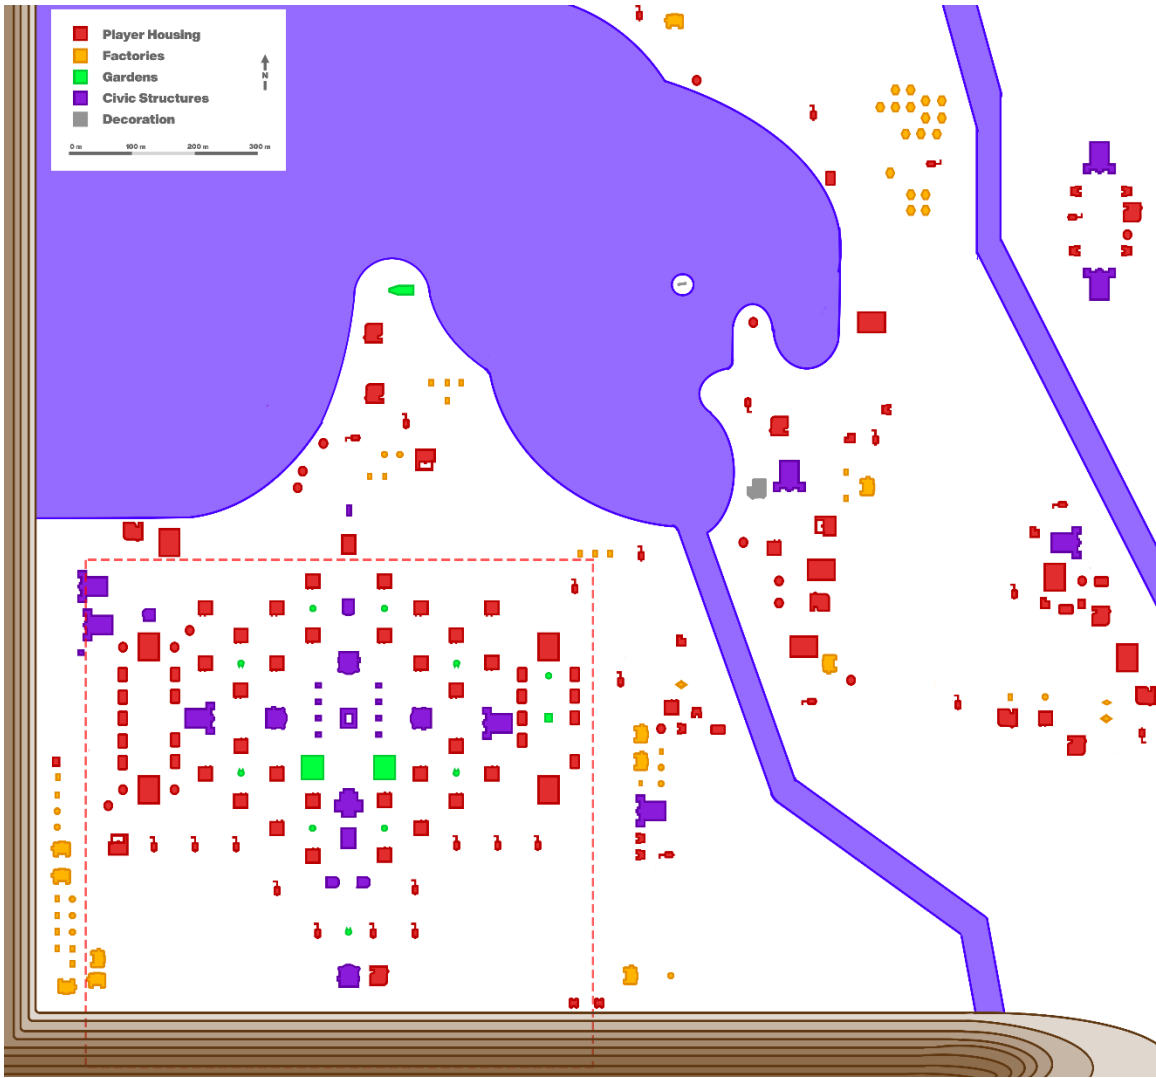 Player Housing
Factories
Gardens
Civic Structures
Decoration
N
0 m 100 m 200 m 300 m